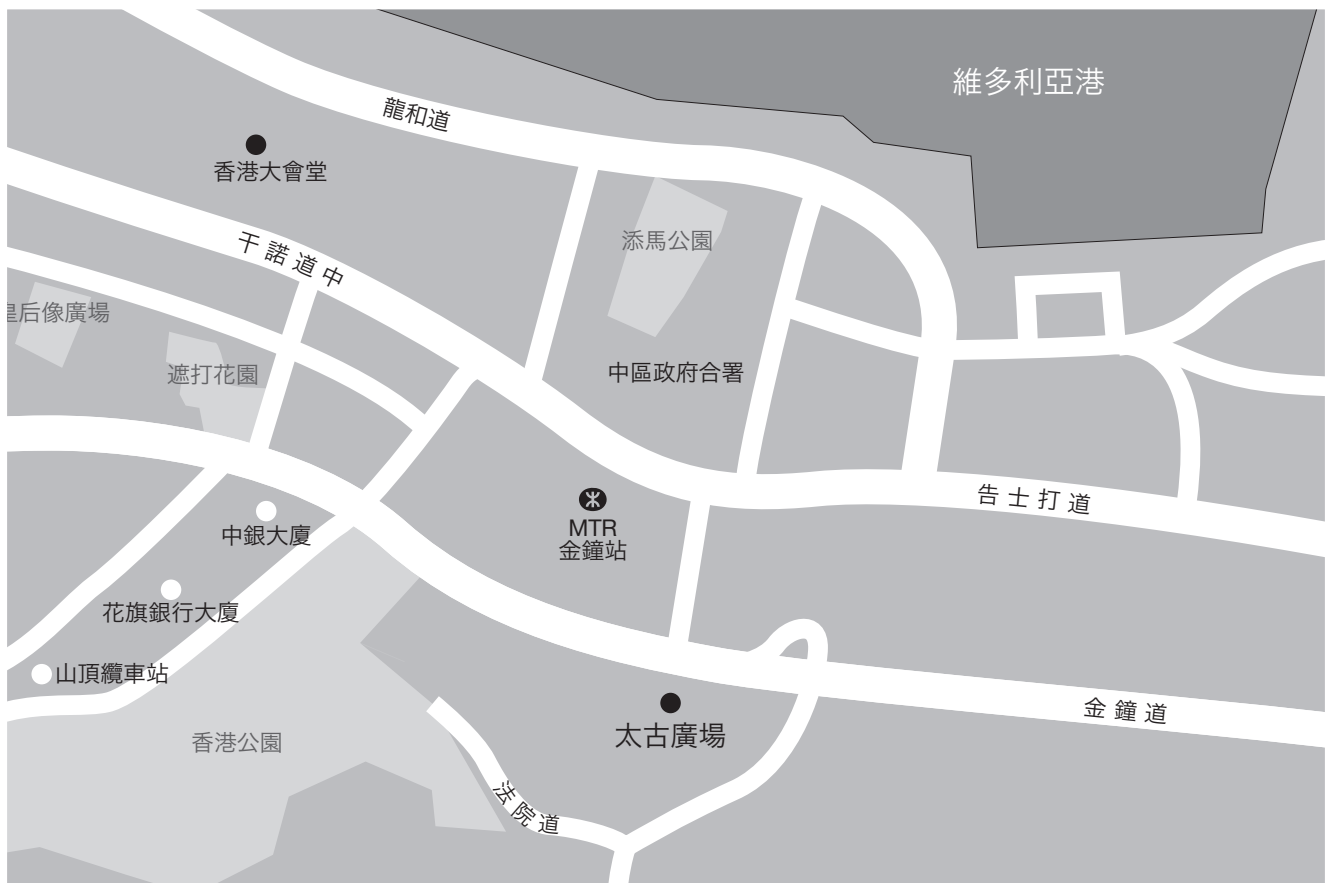 維多利亞港
龍和道
香港大會堂
添馬公園
干諾道中
皇后像廣場
遮打花園
中區政府合署
告士打道
MTR
金鐘站
中銀大廈
花旗銀行大廈
山頂纜車站
金鐘道
太古廣場
香港公園
法院道